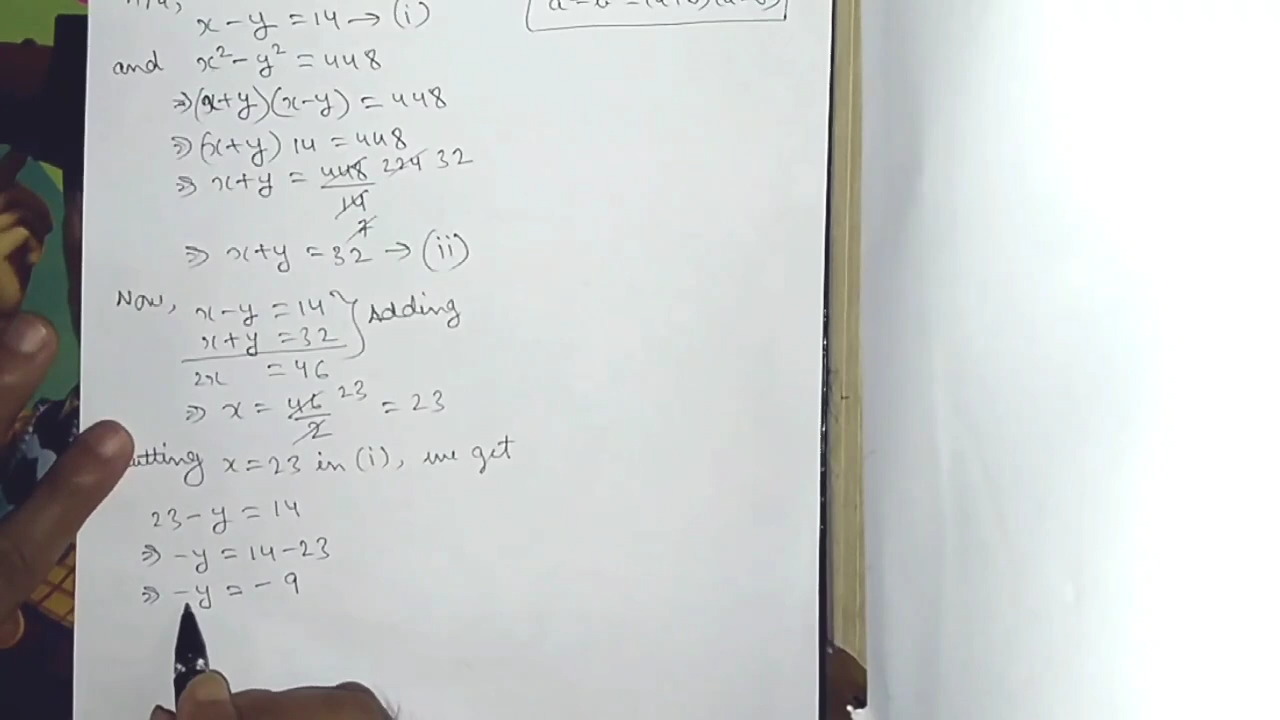 x - y = 14 → (i)
and x² - y² = 448
⇒ (x+y)(x-y) = 448
⇒ (x+y) 14 = 448
⇒ x+y = 448/14 224 32
7
⇒ x+y = 32 → (ii)
Now, x - y = 14 } Adding
x + y = 32
2x = 46
⇒ x = 46/2 23 = 23
utting x = 23 in (i), we get
23 - y = 14
⇒ -y = 14 - 23
⇒ -y = - 9